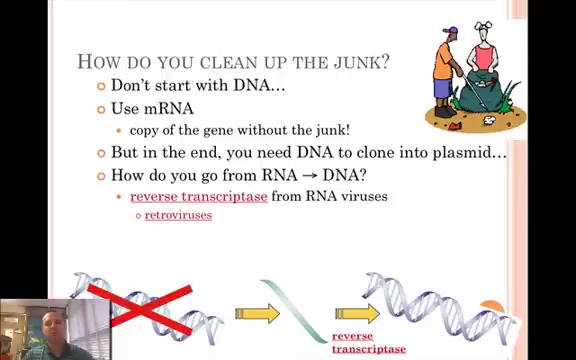 HOW DO YOU CLEAN UP THE JUNK?
Don't start with DNA…
Use mRNA
copy of the gene without the junk!
But in the end, you need DNA to clone into plasmid…
How do you go from RNA → DNA?
reverse transcriptase from RNA viruses
retroviruses
reverse
transcriptase